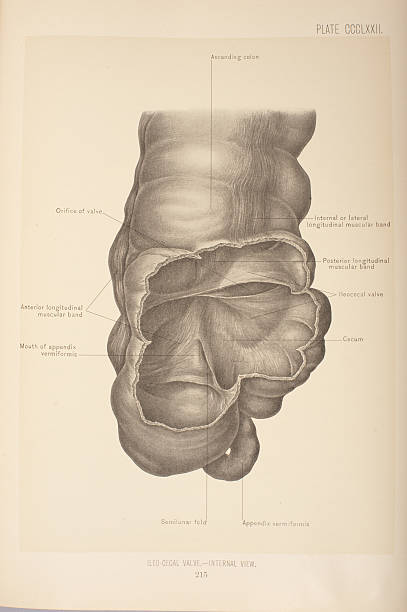 PLATE CCCLXXII.
Ascending colon
Orifice of valve
Internal or lateral
longitudinal muscular band
Posterior longitudinal
muscular band
Ileocecal valve
Anterior longitudinal
muscular band
Cecum
Mouth of appendix
vermiformis
Semilunar fold
Appendix vermiformis
ILEO-CECAL VALVE.—INTERNAL VIEW.
215